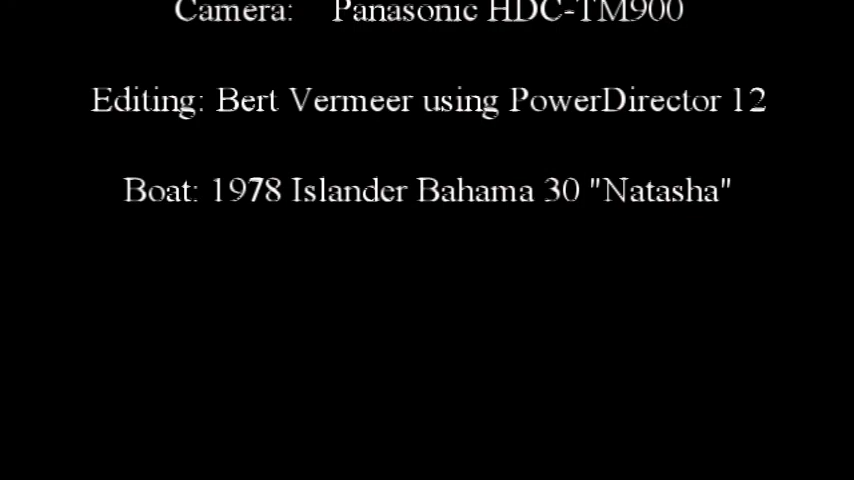 Camera: Panasonic HDC-TM900
Editing: Bert Vermeer using PowerDirector 12
Boat: 1978 Islander Bahama 30 "Natasha"